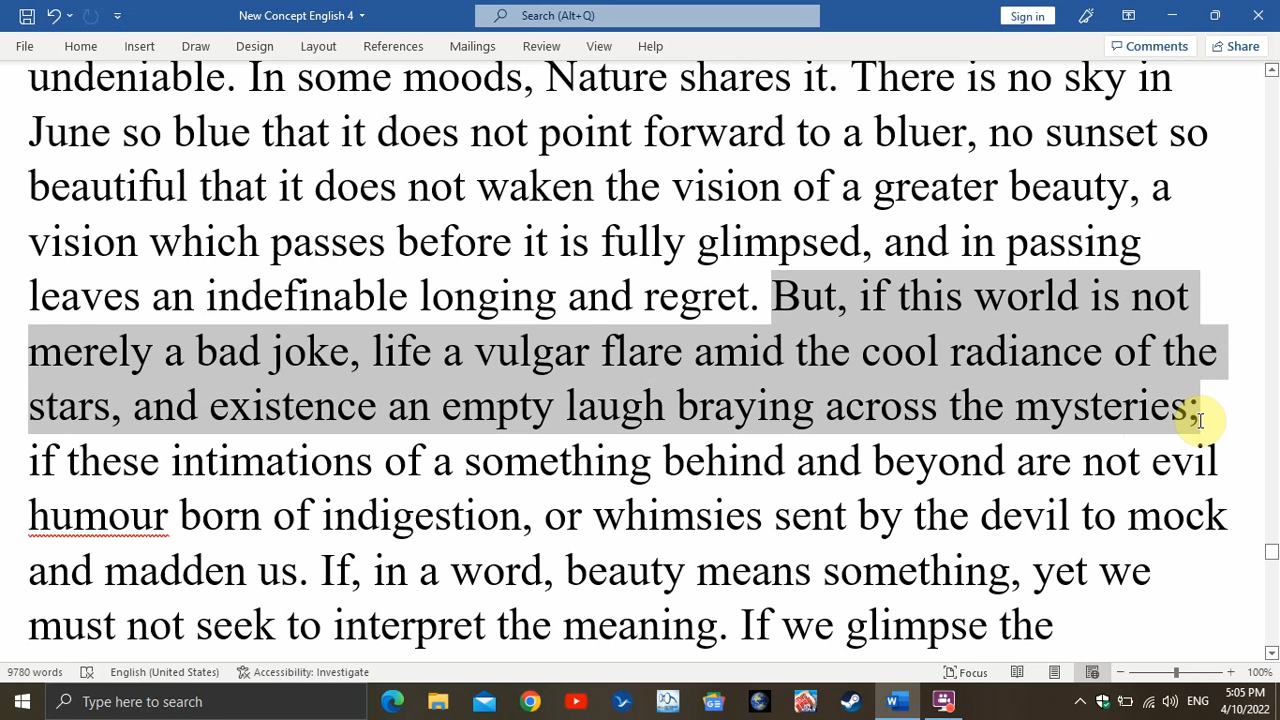 New Concept English 4
Search (Alt+Q)
Sign in
File Home Insert Draw Design Layout References Mailings Review View Help
Comments Share
undeniable. In some moods, Nature shares it. There is no sky in
June so blue that it does not point forward to a bluer, no sunset so
beautiful that it does not waken the vision of a greater beauty, a
vision which passes before it is fully glimpsed, and in passing
leaves an indefinable longing and regret. But, if this world is not
merely a bad joke, life a vulgar flare amid the cool radiance of the
stars, and existence an empty laugh braying across the mysteries;
if these intimations of a something behind and beyond are not evil
humour born of indigestion, or whimsies sent by the devil to mock
and madden us. If, in a word, beauty means something, yet we
must not seek to interpret the meaning. If we glimpse the
9780 words English (United States) Accessibility: Investigate Focus 100%
Type here to search
ENG
5:05 PM
4/10/2022